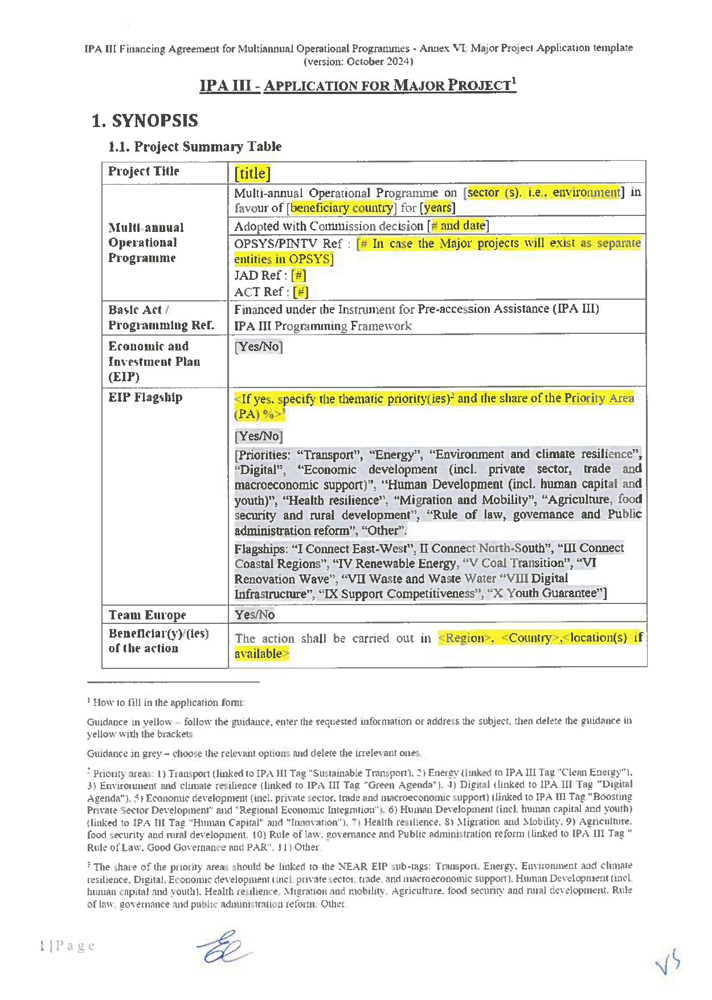 IPA III Financing Agreement for Multiannual Operational Programmes - Annex VI: Major Project Application template
(version: October 2024)
IPA III - APPLICATION FOR MAJOR PROJECT¹
1. SYNOPSIS
1.1. Project Summary Table
Project Title
[title]
Multi-annual
Operational
Programme
Multi-annual Operational Programme on [sector (s). i.e.. environment] in
favour of [beneficiary country] for [years]
Adopted with Commission decision [# and date]
OPSYS/PINTV Ref : [# In case the Major projects will exist as separate
entities in OPSYS]
JAD Ref : [#]
ACT Ref : [#]
Basic Act /
Programming Ref.
Financed under the Instrument for Pre-accession Assistance (IPA III)
IPA III Programming Framework
Economic and
Investment Plan
(EIP)
[Yes/No]
EIP Flagship
<If yes. specify the thematic priority(ies)² and the share of the Priority Area
(PA) %>³
[Yes/No]
[Priorities: “Transport”, “Energy”, “Environment and climate resilience”,
“Digital”, “Economic development (incl. private sector, trade and
macroeconomic support)”, “Human Development (incl. human capital and
youth)”, “Health resilience”, “Migration and Mobility”, “Agriculture, food
security and rural development”, “Rule of law, governance and Public
administration reform”, “Other”.
Flagships: “I Connect East-West”, II Connect North-South”, “III Connect
Coastal Regions”, “IV Renewable Energy, “V Coal Transition”, “VI
Renovation Wave”, “VII Waste and Waste Water “VIII Digital
Infrastructure”, “IX Support Competitiveness”, “X Youth Guarantee”]
Team Europe
Yes/No
Beneficiar(y)/(ies)
of the action
The action shall be carried out in <Region>, <Country>,<location(s) if
available>
¹ How to fill in the application form:
Guidance in yellow – follow the guidance, enter the requested information or address the subject, then delete the guidance in
yellow with the brackets
Guidance in grey – choose the relevant options and delete the irrelevant ones.
² Priority areas: 1) Transport (linked to IPA III Tag "Sustainable Transport), 2) Energy (linked to IPA III Tag "Clean Energy"),
3) Environment and climate resilience (linked to IPA III Tag "Green Agenda"). 4) Digital (linked to IPA III Tag "Digital
Agenda"). 5) Economic development (incl. private sector, trade and macroeconomic support) (linked to IPA III Tag "Boosting
Private Sector Development" and "Regional Economic Integration"). 6) Human Development (incl. human capital and youth)
(linked to IPA III Tag "Human Capital" and "Innovation"). 7) Health resilience. 8) Migration and Mobility, 9) Agriculture,
food security and rural development, 10) Rule of law, governance and Public administration reform (linked to IPA III Tag "
Rule of Law, Good Governance and PAR", 11) Other.
³ The share of the priority areas should be linked to the NEAR EIP sub-tags: Transport, Energy, Environment and climate
resilience, Digital, Economic development (incl. private sector, trade, and macroeconomic support), Human Development (incl.
human capital and youth), Health resilience, Migration and mobility, Agriculture, food security and rural development, Rule
of law, governance and public administration reform, Other
1 | P a g e